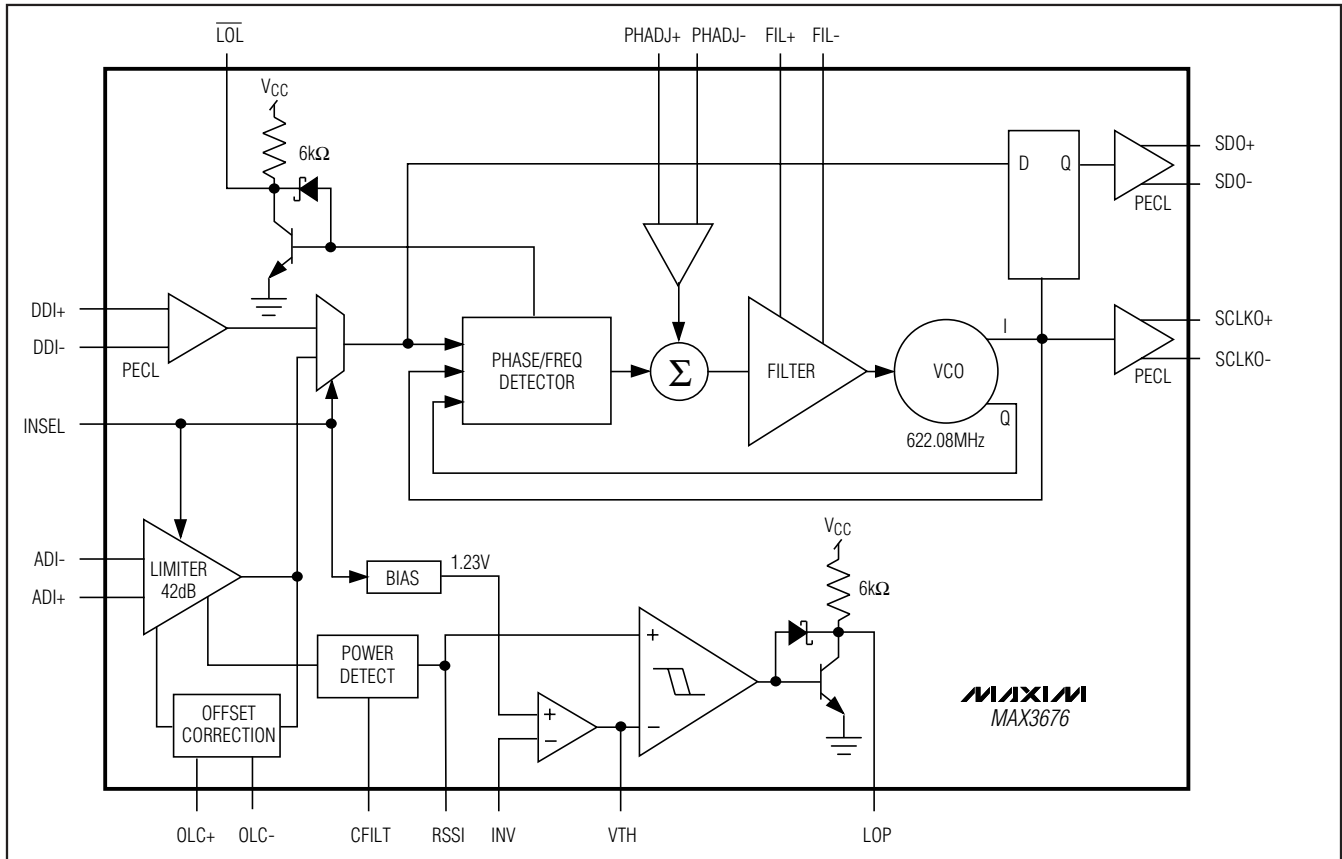 LOL
PHADJ+ PHADJ- FIL+ FIL-
VCC
6kΩ
D Q
SDO+
SDO-
PECL
DDI+
DDI-
PECL
PHASE/FREQ
DETECTOR
Σ
FILTER
VCO
I
Q
622.08MHz
SCLKO+
SCLKO-
PECL
INSEL
ADI-
ADI+
LIMITER
42dB
BIAS
1.23V
VCC
6kΩ
POWER
DETECT
+
-
OFFSET
CORRECTION
+
-
MAXIM
MAX3676
OLC+ OLC- CFILT RSSI INV VTH LOP